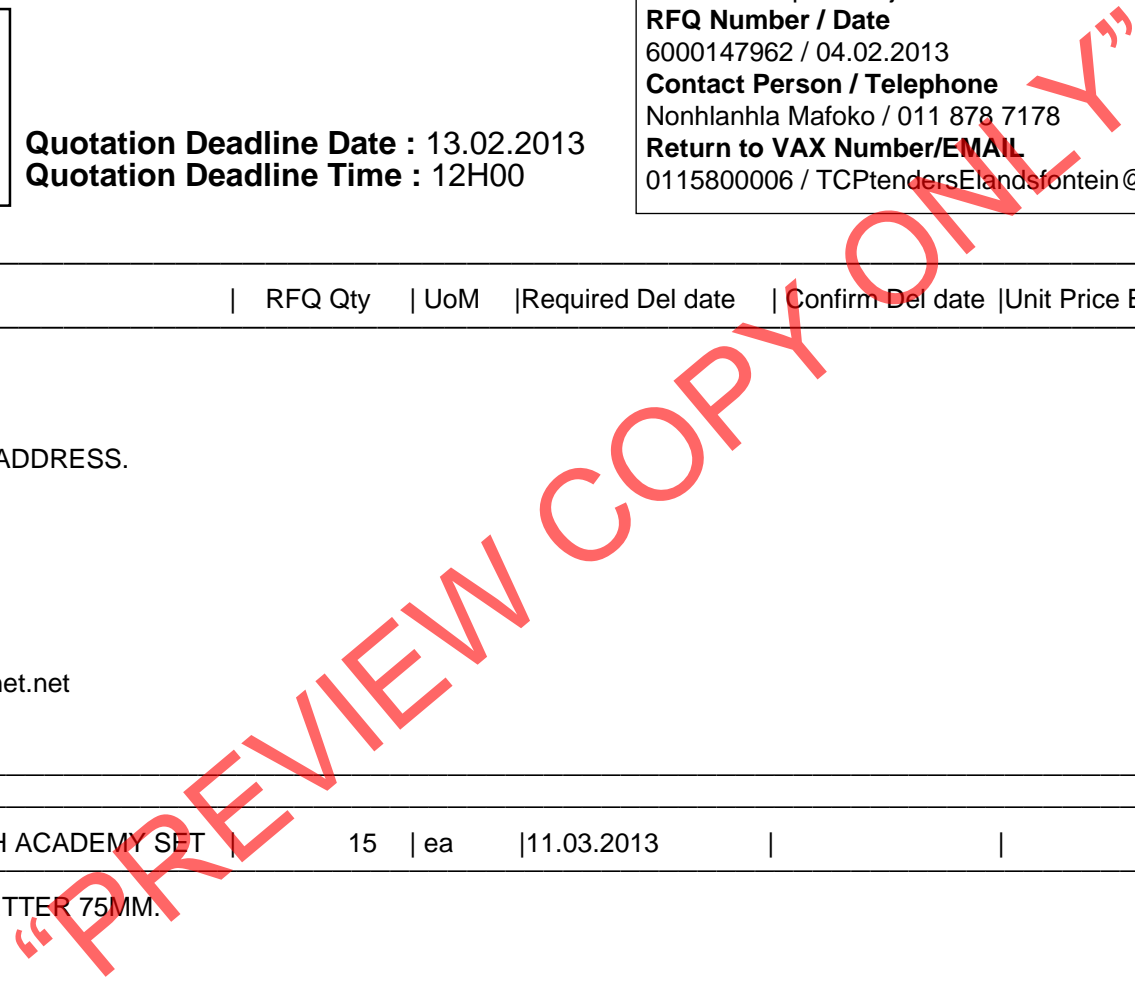 RFQ Number / Date
6000147962 / 04.02.2013
Contact Person / Telephone
Nonhlanhla Mafoko / 011 878 7178
Return to VAX Number/EMAIL
0115800006 / TCPtendersElandsfontein@
Quotation Deadline Date : 13.02.2013
Quotation Deadline Time : 12H00
| RFQ Qty | UoM |Required Del date | Confirm Del date |Unit Price E
ADDRESS.
et.net
H ACADEMY SET | 15 | ea |11.03.2013 | |
TTER 75MM.
“PREVIEW COPY ONLY”